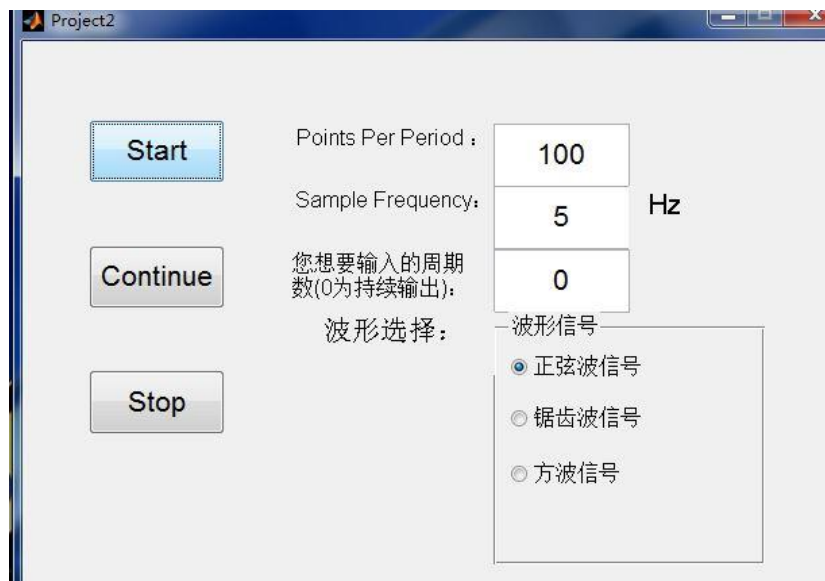 Project2
Start
Points Per Period：
100
Sample Frequency：
5
Hz
Continue
您想要输入的周期
数(0为持续输出)：
0
波形选择：
波形信号
正弦波信号
锯齿波信号
方波信号
Stop